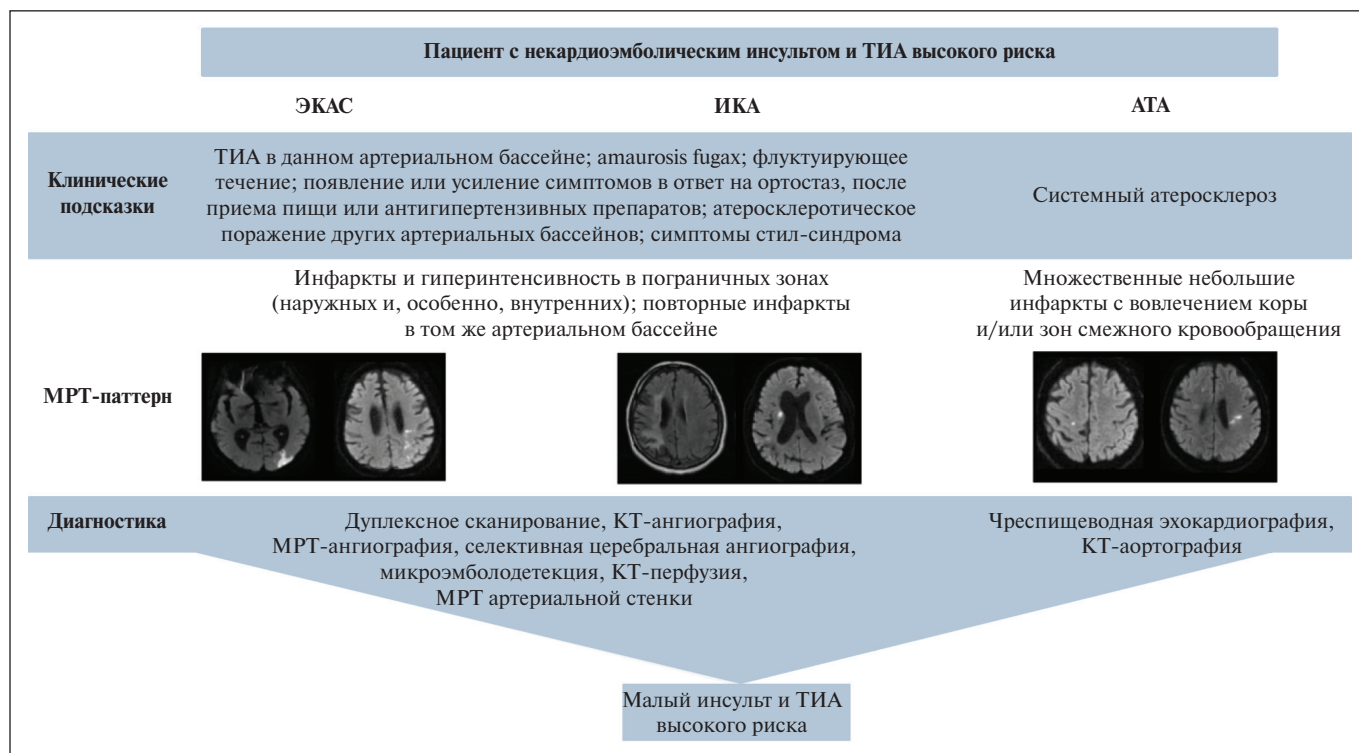 Пациент с некардиоэмболическим инсультом и ТИА высокого риска
ЭКАС
ИКА
АТА
Клинические
подсказки
ТИА в данном артериальном бассейне; amaurosis fugax; флуктуирующее
течение; появление или усиление симптомов в ответ на ортостаз, после
приема пищи или антигипертензивных препаратов; атеросклеротическое
поражение других артериальных бассейнов; симптомы стил-синдрома
Системный атеросклероз
МРТ-паттерн
Инфаркты и гиперинтенсивность в пограничных зонах
(наружных и, особенно, внутренних); повторные инфаркты
в том же артериальном бассейне
Множественные небольшие
инфаркты с вовлечением коры
и/или зон смежного кровообращения
Диагностика
Дуплексное сканирование, КТ-ангиография,
МРТ-ангиография, селективная церебральная ангиография,
микроэмболодетекция, КТ-перфузия,
МРТ артериальной стенки
Чреспищеводная эхокардиография,
КТ-аортография
Малый инсульт и ТИА
высокого риска